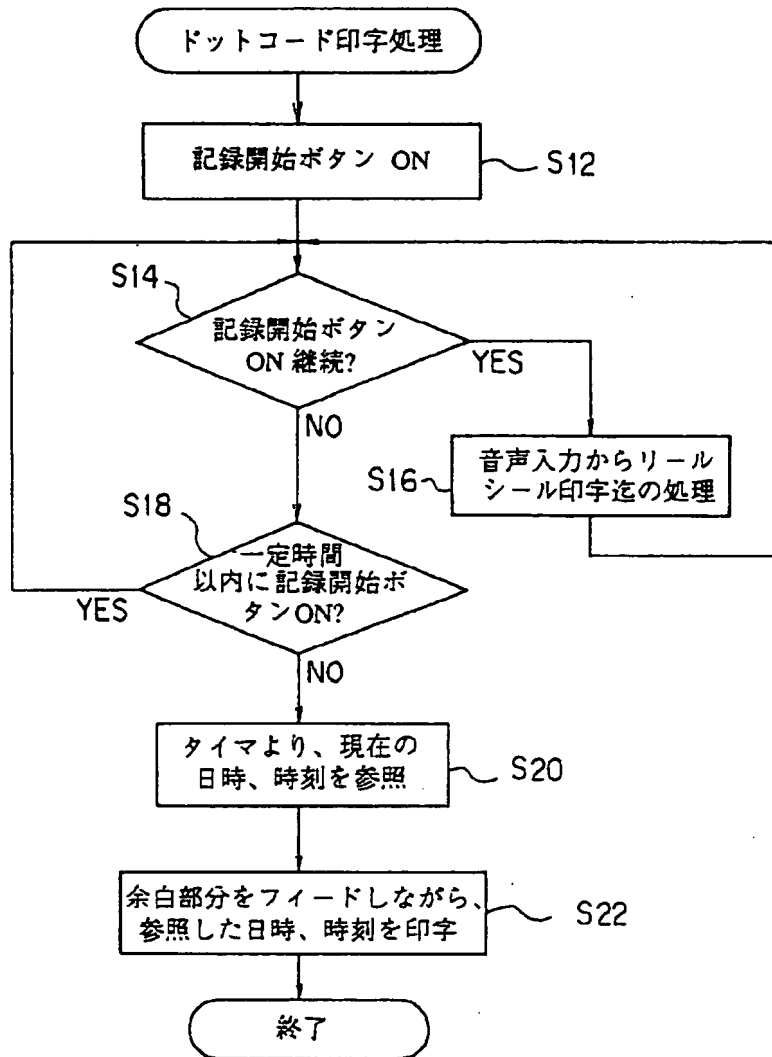 ドットコード印字処理
記録開始ボタン ON
S12
S14
記録開始ボタン
ON 継続?
YES
NO
音声入力からリール
シール印字迄の処理
S16
S18
一定時間
以内に記録開始ボ
タンON?
YES
NO
タイマより、現在の
日時、時刻を参照
S20
余白部分をフィードしながら、
参照した日時、時刻を印字
S22
終了